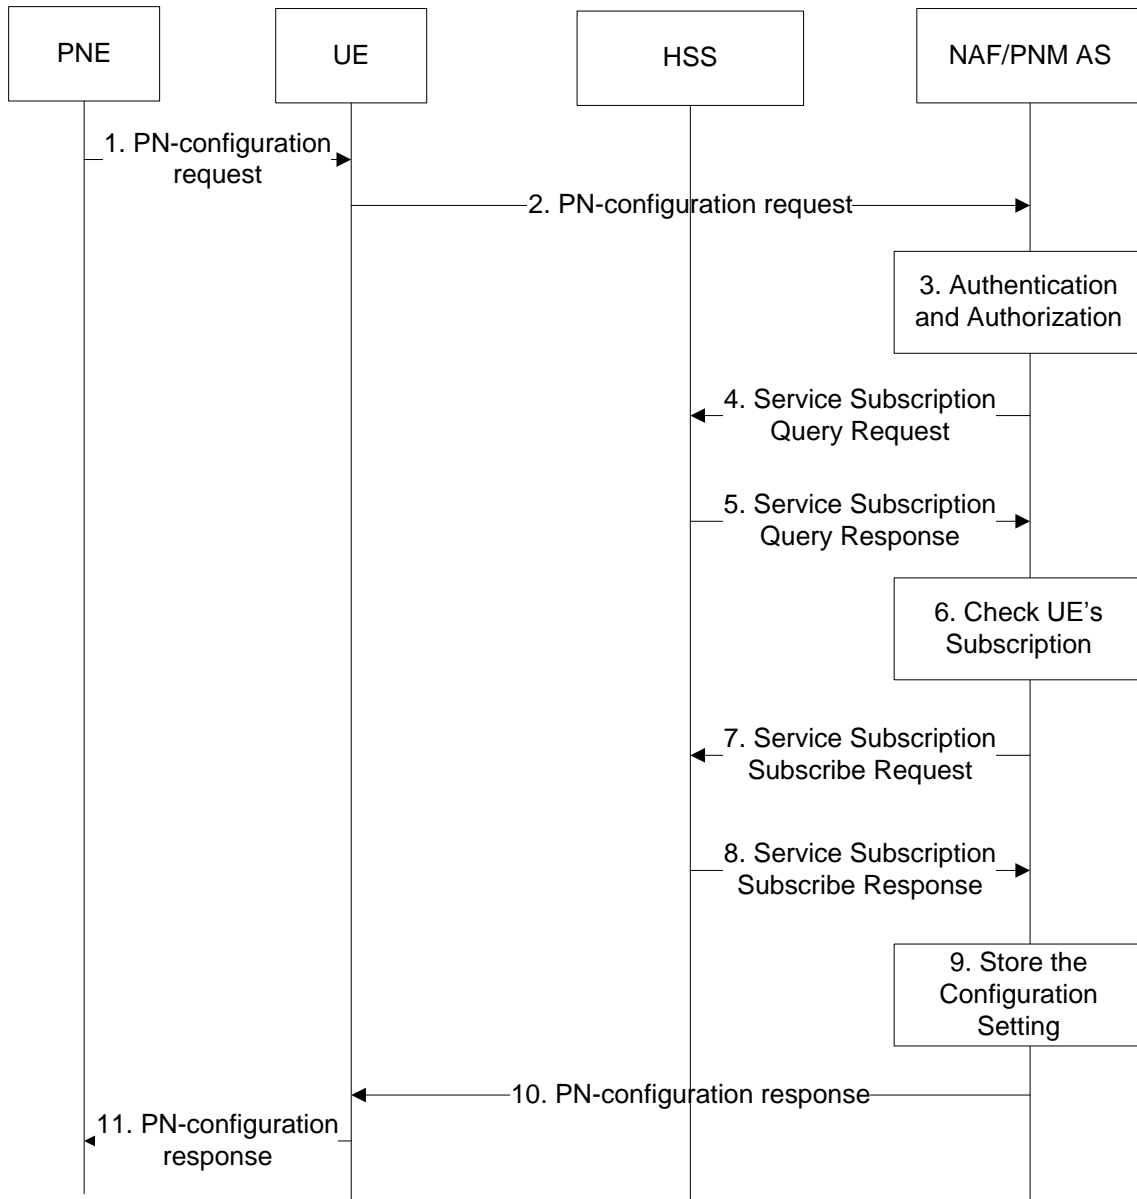 PNE
UE
HSS
NAF/PNM AS
1. PN-configuration
request
2. PN-configuration request
3. Authentication
and Authorization
4. Service Subscription
Query Request
5. Service Subscription
Query Response
6. Check UE’s
Subscription
7. Service Subscription
Subscribe Request
8. Service Subscription
Subscribe Response
9. Store the
Configuration
Setting
10. PN-configuration response
11. PN-configuration
response